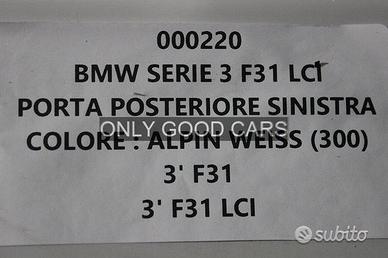 000220
BMW SERIE 3 F31 LCI
PORTA POSTERIORE SINISTRA
ONLY GOOD CARS
COLORE : ALPIN WEISS (300)
3' F31
3' F31 LCI
subito